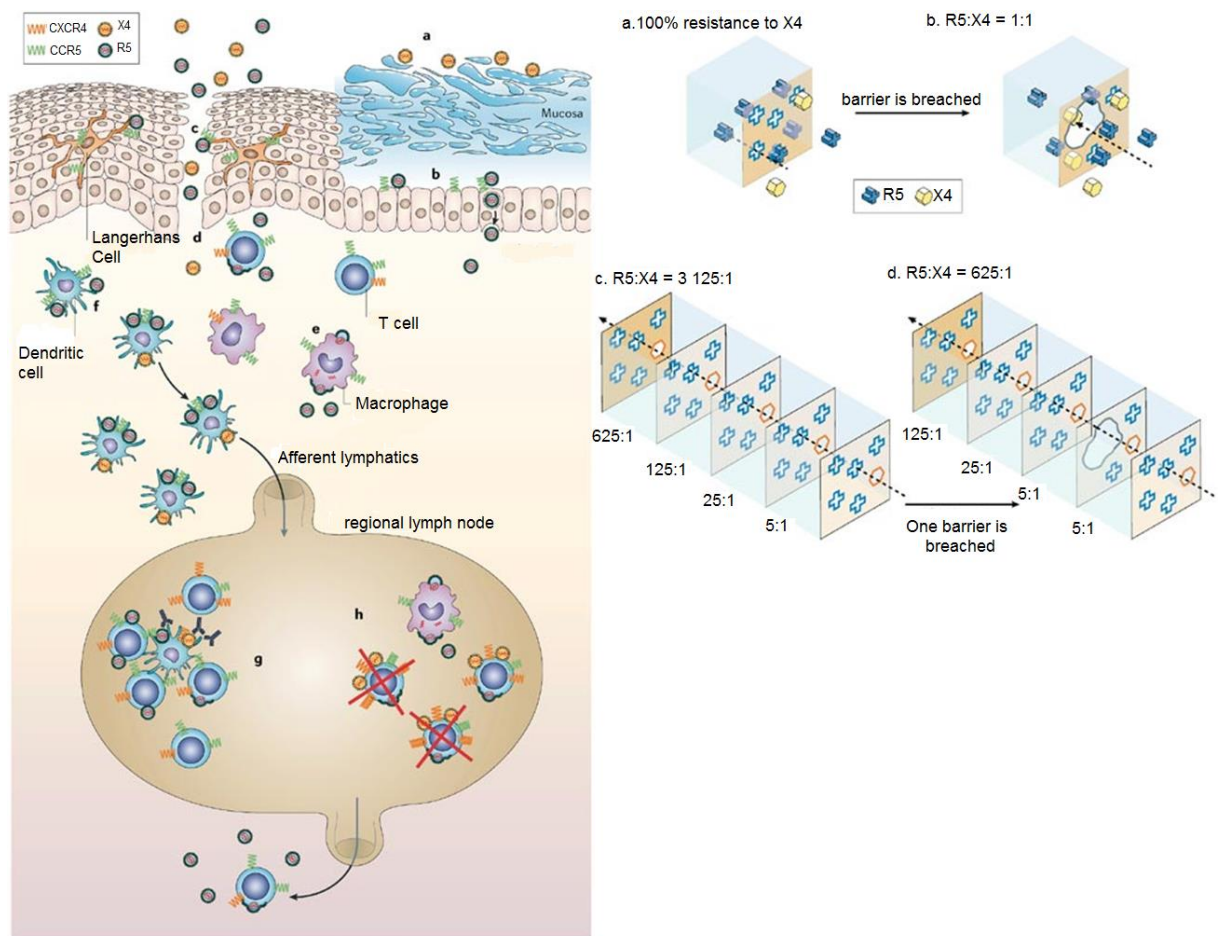 CXCR4
X4
CCR5
R5
a
Mucosa
c
b
d
Langerhans
Cell
f
T cell
e
Dendritic
cell
Macrophage
Afferent lymphatics
regional lymph node
h
g
a.100% resistance to X4
b. R5:X4 = 1:1
barrier is breached
R5
X4
c. R5:X4 = 3 125:1
d. R5:X4 = 625:1
625:1
125:1
25:1
5:1
125:1
25:1
5:1
5:1
One barrier is
breached